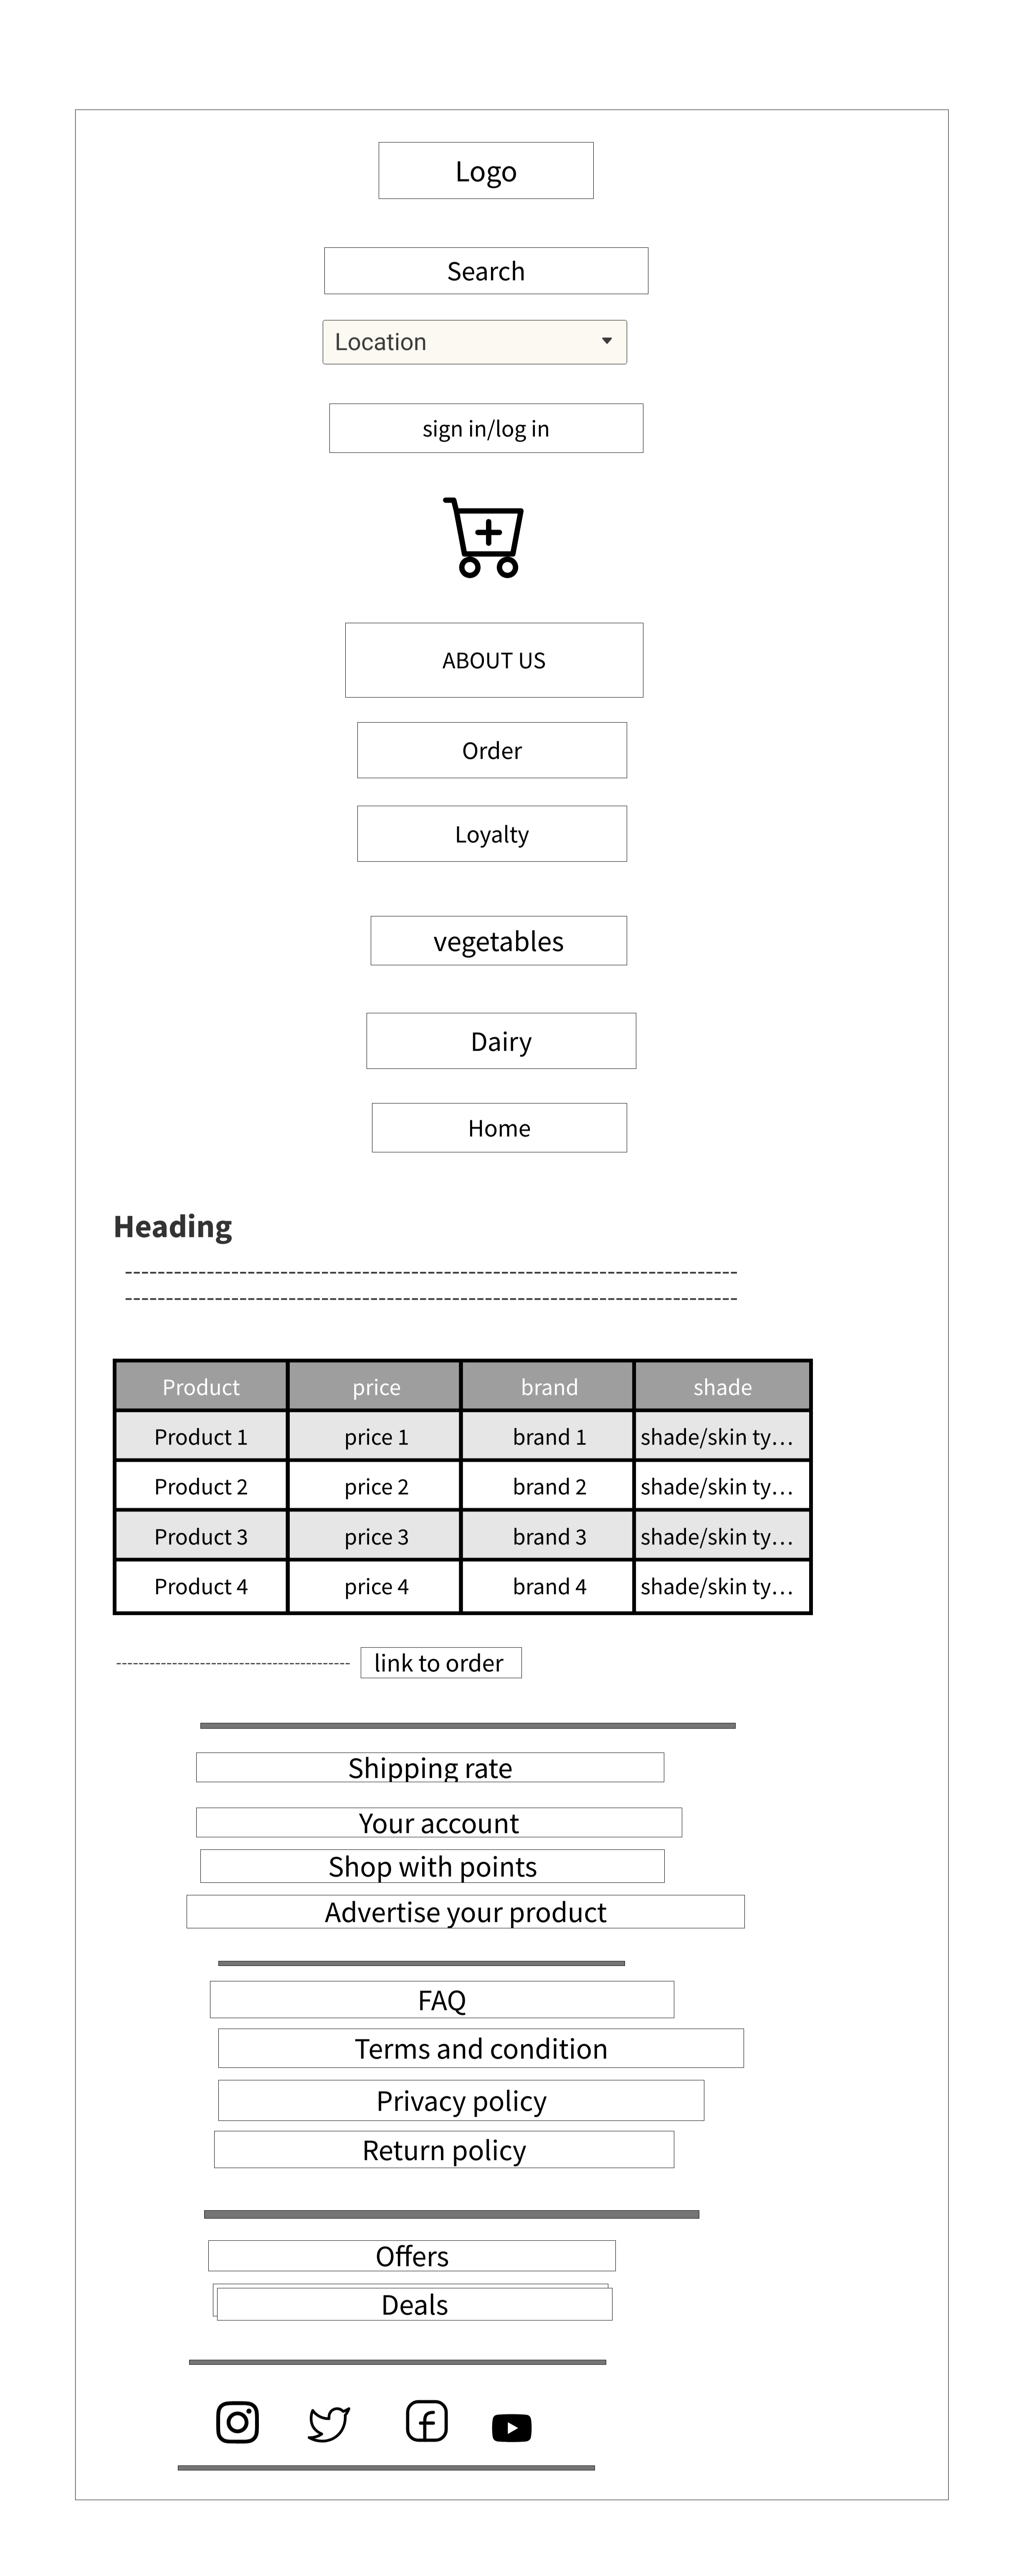 Logo
Search
Location
sign in/log in
ABOUT US
Order
Loyalty
vegetables
Dairy
Home
Heading
Product price brand shade
Product 1 price 1 brand 1 shade/skin ty...
Product 2 price 2 brand 2 shade/skin ty...
Product 3 price 3 brand 3 shade/skin ty...
Product 4 price 4 brand 4 shade/skin ty...
link to order
Shipping rate
Your account
Shop with points
Advertise your product
FAQ
Terms and condition
Privacy policy
Return policy
Offers
Deals